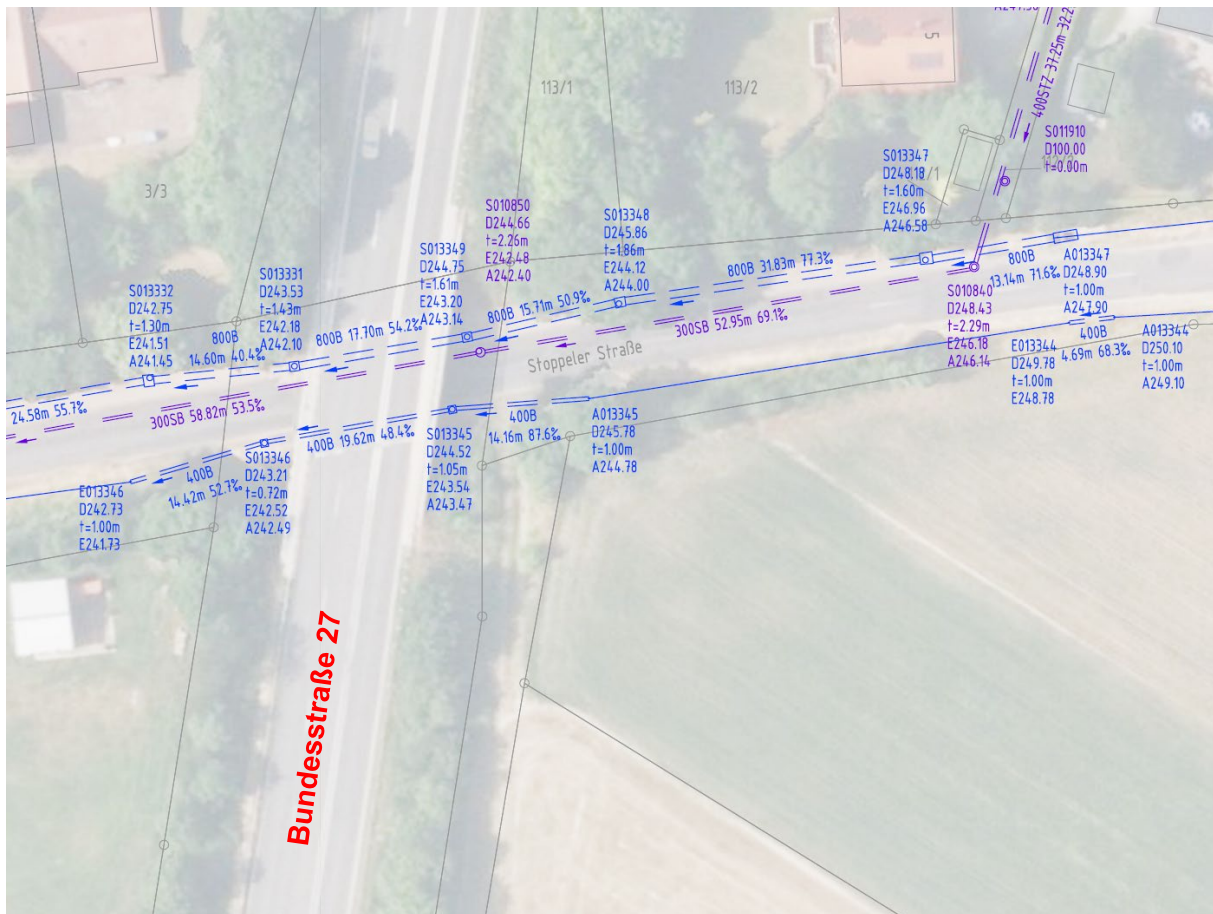 400STZ 37.25m
S011910
D100.00
t=0.00m
5
113/1
113/2
3/3
S013347
D248.18
t=1.60m
E246.96
A246.58
S010850
D244.66
t=2.26m
E242.48
A242.40
S013348
D245.86
t=1.86m
E244.12
A244.00
S013349
D244.75
t=1.61m
E243.20
A243.14
S013331
D243.53
t=1.43m
E242.18
A242.10
S013332
D242.75
t=1.30m
E241.51
A241.45
800B
14.60m 40.4‰
800B 17.70m 54.2‰
800B 15.71m 50.9‰
800B 31.83m 77.3‰
800B
13.14m 71.6‰
A013347
D248.90
t=1.00m
A247.90
S010840
D248.43
t=2.29m
E246.18
A246.14
300SB 52.95m 69.1‰
Stoppeler Straße
E013344
D249.78
t=1.00m
E248.78
400B
4.69m 68.3‰
A013344
D250.10
t=1.00m
A249.10
24.58m 55.7‰
300SB 58.82m 53.5‰
400B
14.16m 87.6‰
A013345
D245.78
t=1.00m
A244.78
400B 19.62m 48.4‰
S013345
D244.52
t=1.05m
E243.54
A243.47
S013346
D243.21
t=0.72m
E242.52
A242.49
400B
14.42m 52.7‰
E013346
D242.73
t=1.00m
E241.73
Bundesstraße 27